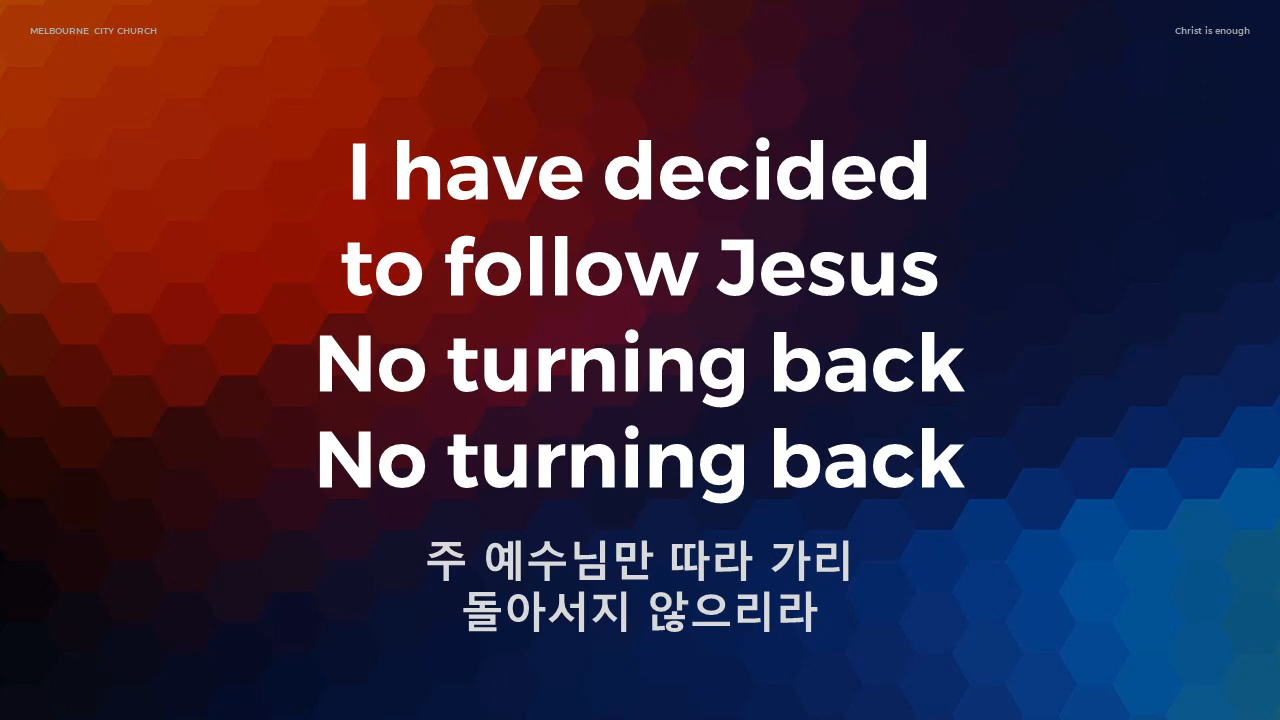 MELBOURNE CITY CHURCH
Christ is enough
I have decided
to follow Jesus
No turning back
No turning back
주 예수님만 따라 가리
돌아서지 않으리라